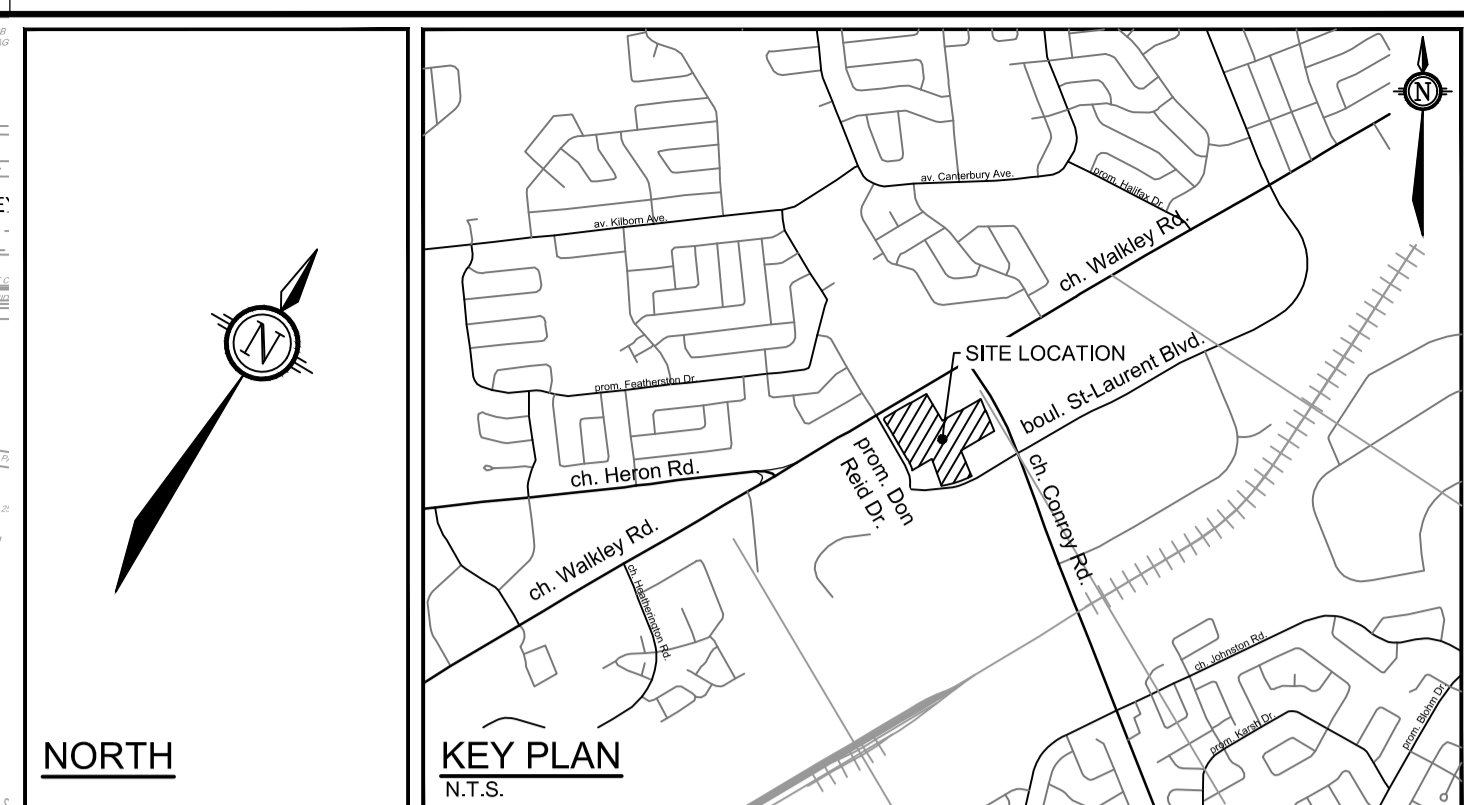 N
NORTH
N
av. Canterbury Ave.
prom. Halifax Dr.
av. Kilborn Ave.
ch. Walkley Rd.
SITE LOCATION
boul. St-Laurent Blvd.
prom. Featherston Dr.
prom. Don
Reid Dr.
ch. Heron Rd.
ch. Conroy Rd.
ch. Walkley Rd.
ch. Heatherington Rd.
ch. Johnston Rd.
prom. Karsh Dr.
prom. Blohm Dr.
KEY PLAN
N.T.S.